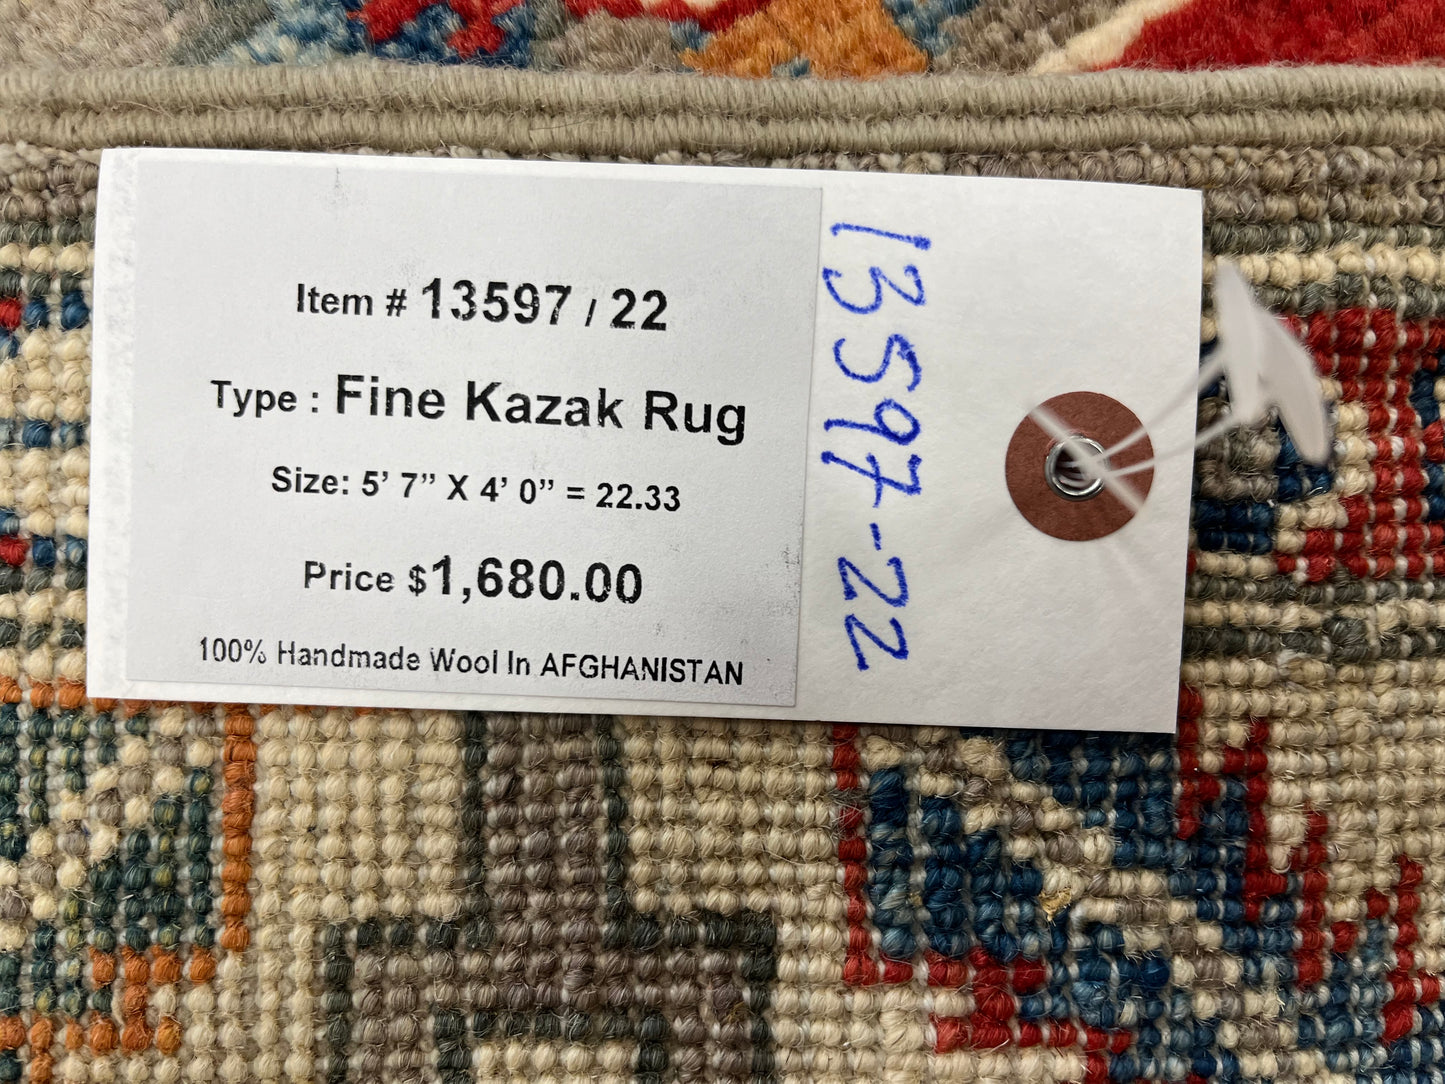 Item # 13597 / 22
Type : Fine Kazak Rug
Size: 5’ 7” X 4’ 0” = 22.33
Price $1,680.00
100% Handmade Wool In AFGHANISTAN
13597-22